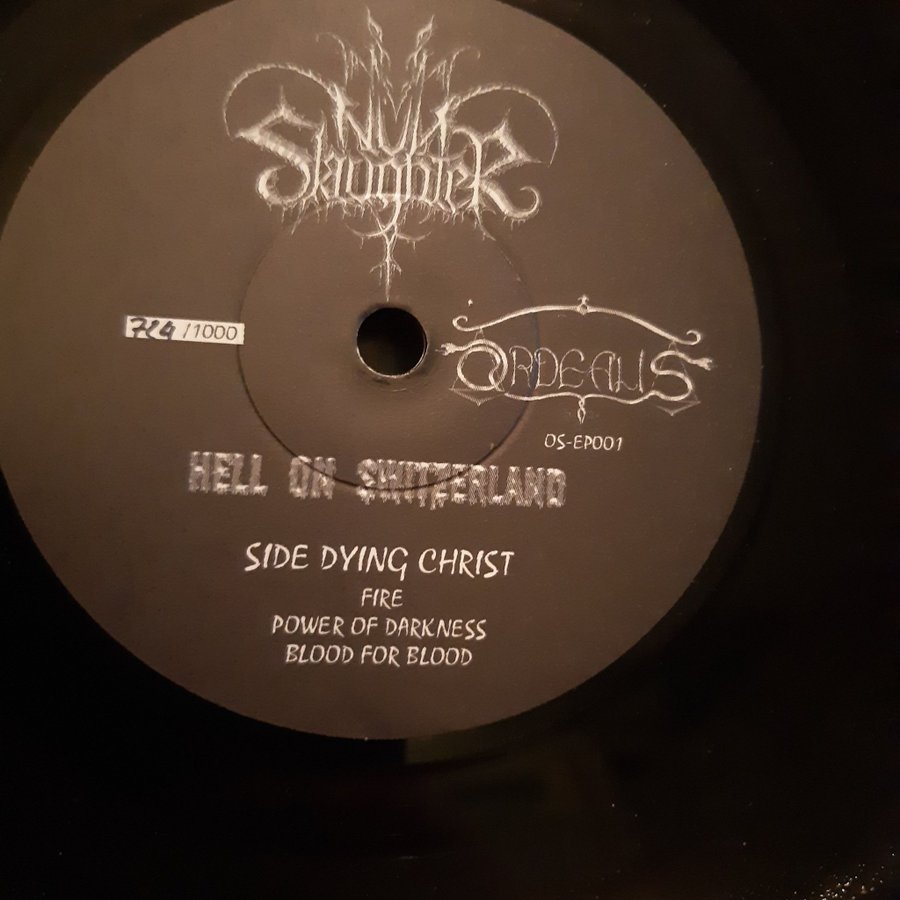 NUN
SlaughteR
724 /1000
ORDEALIS
OS-EP001
HELL ON SWITZERLAND
SIDE DYING CHRIST
FIRE
POWER OF DARKNESS
BLOOD FOR BLOOD